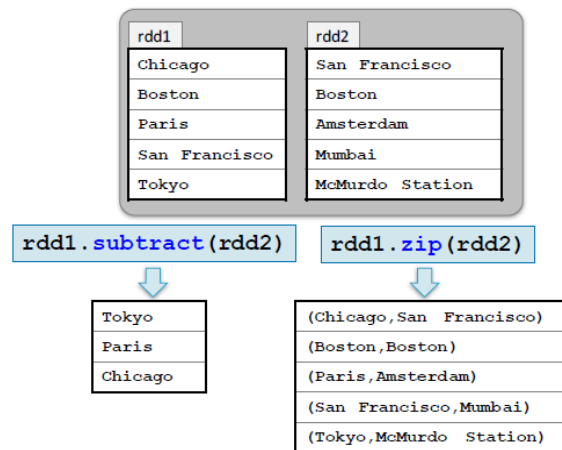 rdd1
rdd2
Chicago
San Francisco
Boston
Boston
Paris
Amsterdam
San Francisco
Mumbai
Tokyo
McMurdo Station
rdd1.subtract(rdd2)
rdd1.zip(rdd2)
Tokyo
Paris
Chicago
(Chicago,San Francisco)
(Boston,Boston)
(Paris,Amsterdam)
(San Francisco,Mumbai)
(Tokyo,McMurdo Station)